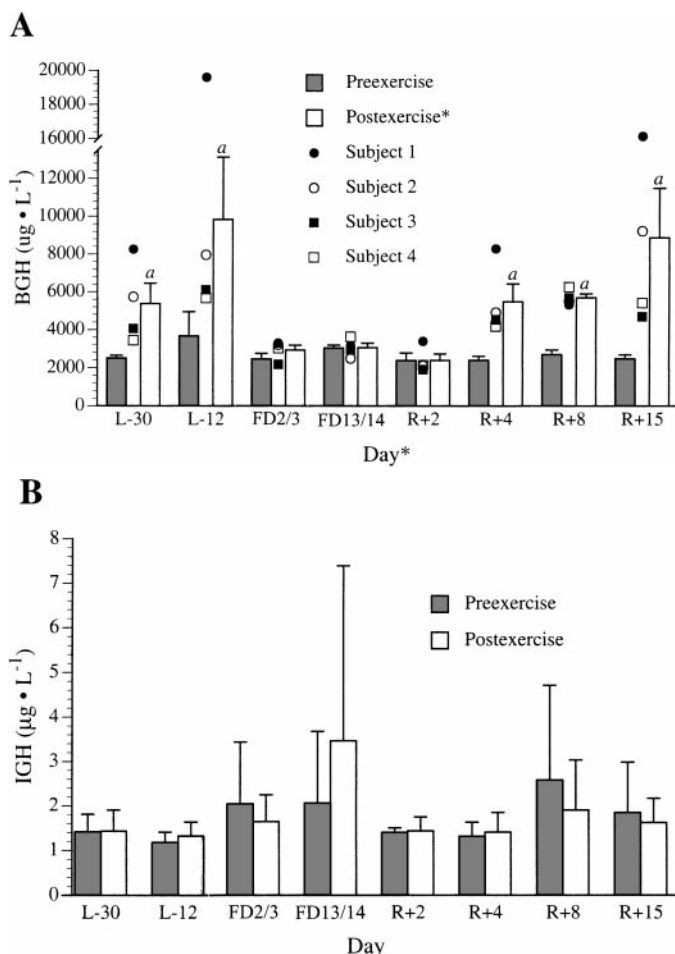 A
20000
18000
16000
12000
10000
8000
6000
4000
2000
0
BGH (ug • L-1)
Preexercise
Postexercise*
Subject 1
Subject 2
Subject 3
Subject 4
a
a
a
a
a
L-30 L-12 FD2/3 FD13/14 R+2 R+4 R+8 R+15
Day*
B
8
7
6
5
4
3
2
1
0
IGH (µg • L-1)
Preexercise
Postexercise
L-30 L-12 FD2/3 FD13/14 R+2 R+4 R+8 R+15
Day